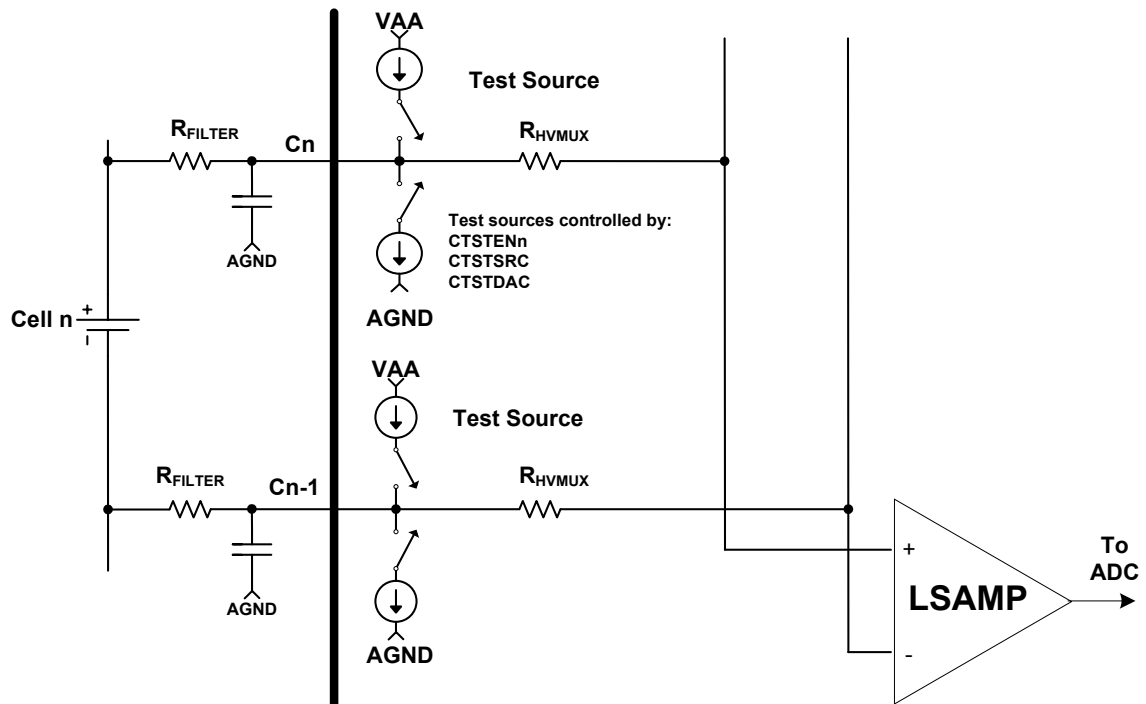 VAA
Test Source
RFILTER
Cn
RHVMUX
AGND
Test sources controlled by:
CTSTENn
CTSTSRC
CTSTDAC
AGND
Cell n
+
-
VAA
Test Source
RFILTER
Cn-1
RHVMUX
AGND
AGND
+
-
LSAMP
To
ADC